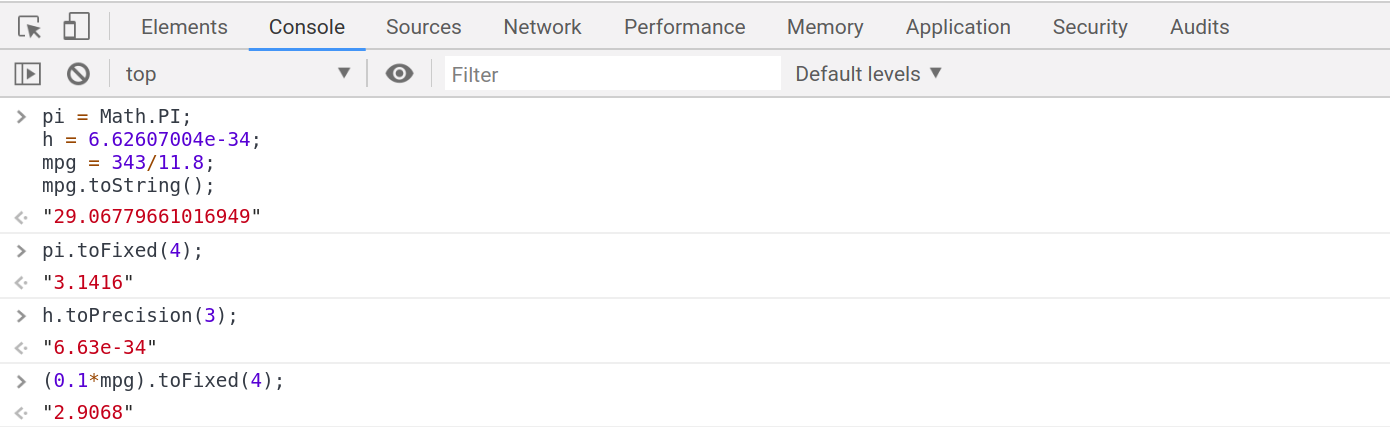 Elements Console Sources Network Performance Memory Application Security Audits
top Filter Default levels
pi = Math.PI;
h = 6.62607004e-34;
mpg = 343/11.8;
mpg.toString();
"29.06779661016949"
pi.toFixed(4);
"3.1416"
h.toPrecision(3);
"6.63e-34"
(0.1*mpg).toFixed(4);
"2.9068"